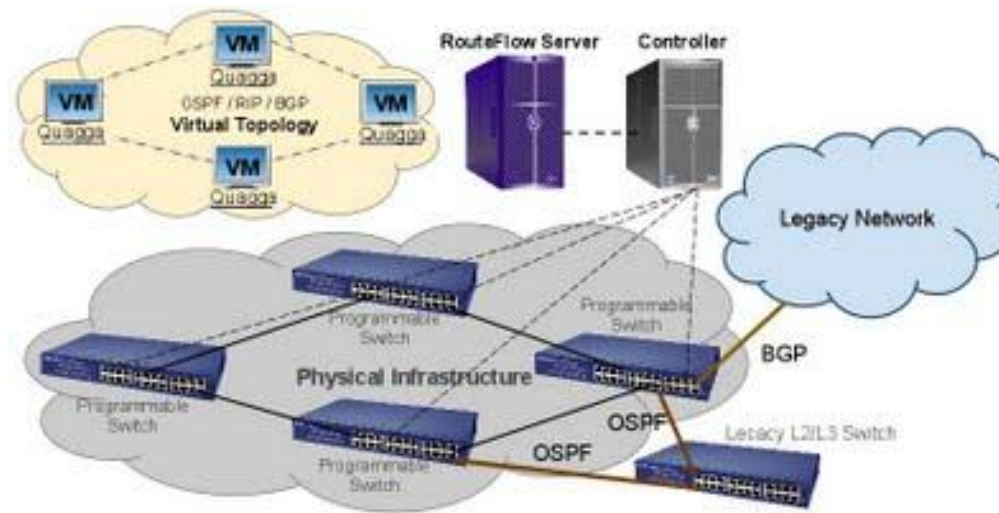 RouteFlow Server
Controller
VM
Quagga
VM
Quagga
OSPF / RIP / BGP
Virtual Topology
VM
Quagga
VM
Quagga
Legacy Network
Programmable
Switch
Programmable
Switch
BGP
Physical Infrastructure
Programmable
Switch
OSPF
Legacy L2/L3 Switch
OSPF
Programmable
Switch